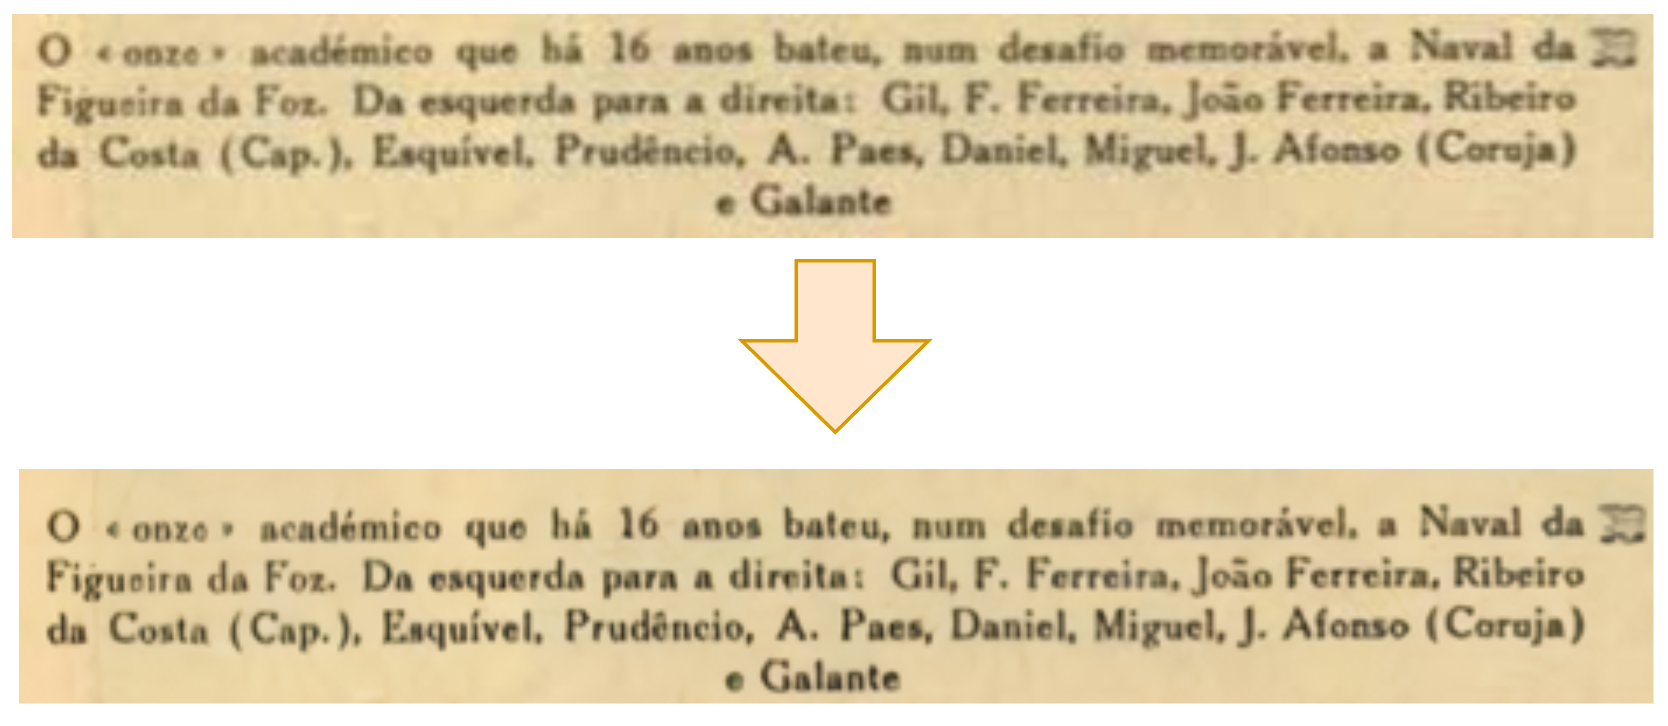 O «onze» académico que há 16 anos bateu, num desafio memorável, a Naval da
Figueira da Foz. Da esquerda para a direita: Gil, F. Ferreira, João Ferreira, Ribeiro
da Costa (Cap.), Esquível, Prudêncio, A. Paes, Daniel, Miguel, J. Afonso (Coruja)
e Galante
O «onze» académico que há 16 anos bateu, num desafio memorável, a Naval da
Figueira da Foz. Da esquerda para a direita: Gil, F. Ferreira, João Ferreira, Ribeiro
da Costa (Cap.), Esquível, Prudêncio, A. Paes, Daniel, Miguel, J. Afonso (Coruja)
e Galante